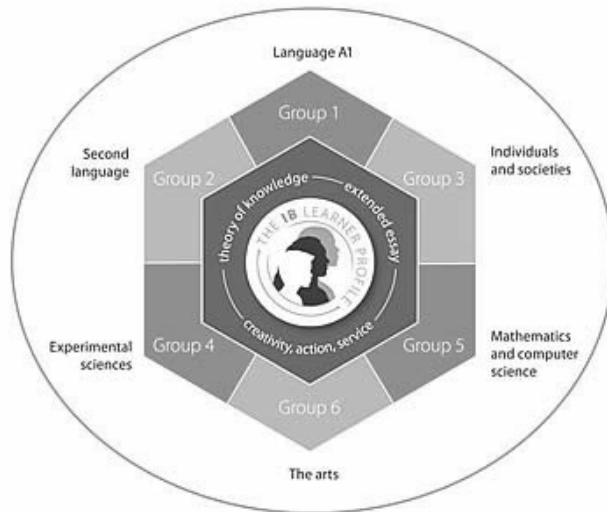 Language A1
Group 1
Second
language
Group 2
Individuals
and societies
Group 3
theory of knowledge
extended essay
THE IB LEARNER PROFILE
creativity, action, service
Experimental
sciences
Group 4
Mathematics
and computer
science
Group 5
Group 6
The arts